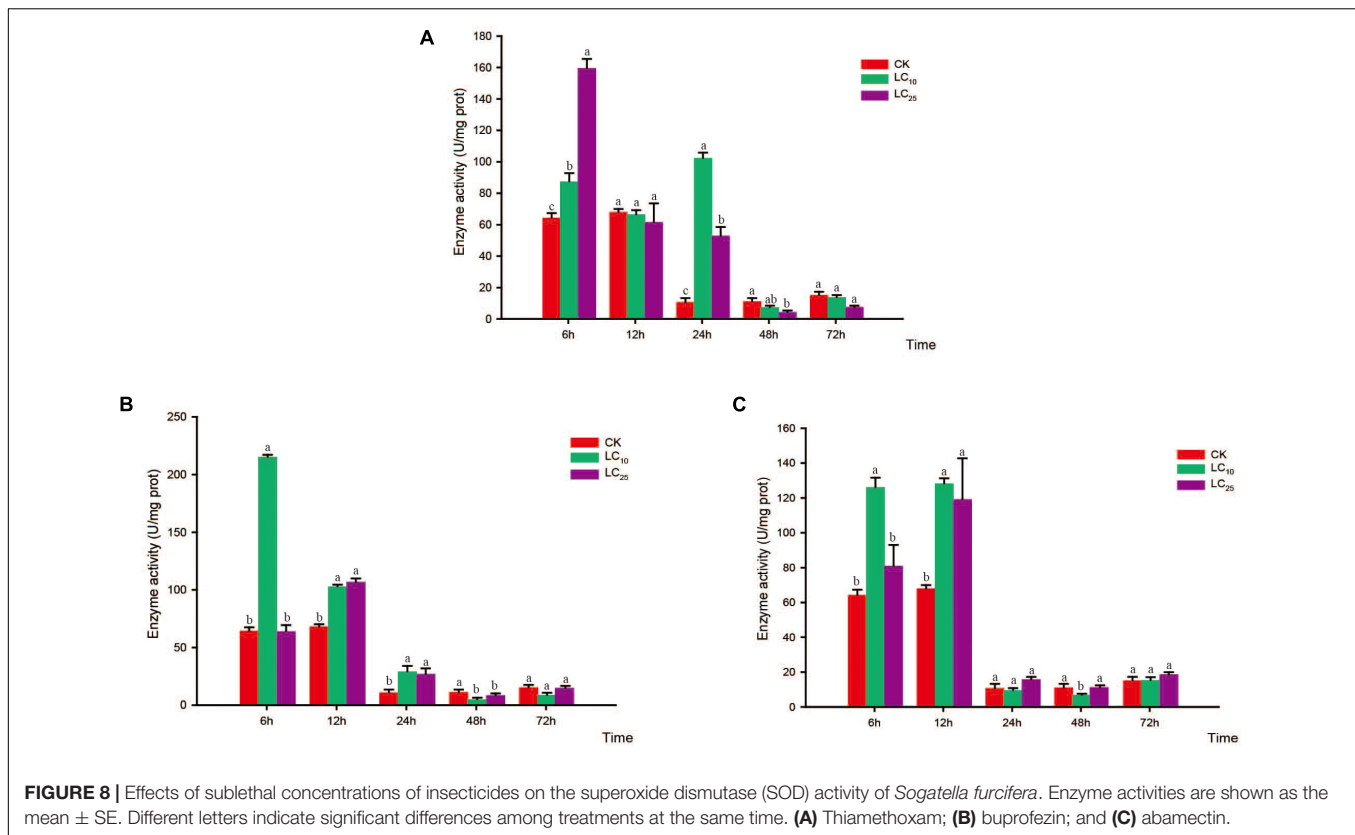 A
180
160
140
120
100
80
60
40
20
0
Enzyme activity (U/mg prot)
CK
LC10
LC25
c b a
a a a
c a b
a ab b
a a a
6h 12h 24h 48h 72h
Time
B
250
200
150
100
50
0
Enzyme activity (U/mg prot)
CK
LC10
LC25
b a b
b a a
b a a
a b b
a a a
6h 12h 24h 48h 72h
Time
C
160
140
120
100
80
60
40
20
0
Enzyme activity (U/mg prot)
CK
LC10
LC25
b a b
b a a
a a a
a b a
a a a
6h 12h 24h 48h 72h
Time
FIGURE 8 | Effects of sublethal concentrations of insecticides on the superoxide dismutase (SOD) activity of Sogatella furcifera. Enzyme activities are shown as the
mean ± SE. Different letters indicate significant differences among treatments at the same time. (A) Thiamethoxam; (B) buprofezin; and (C) abamectin.